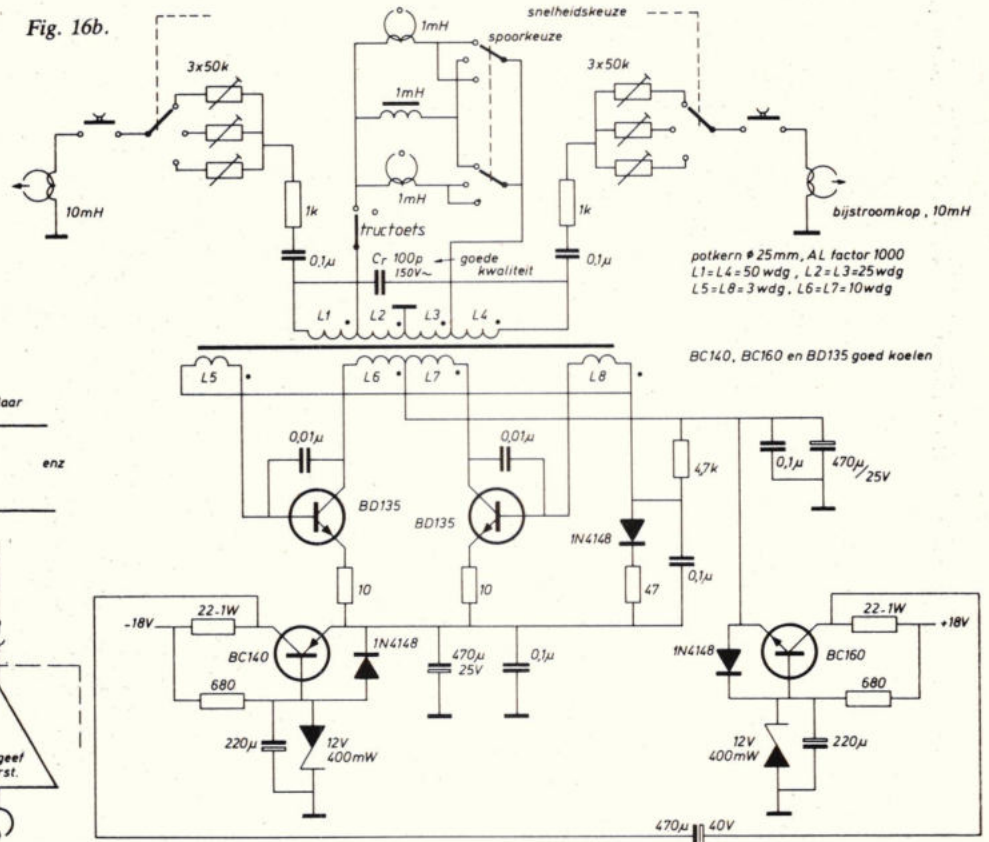 Fig. 16b.
snelheidskeuze
1mH
spoorkeuze
3x50k
3x50k
1mH
1mH
10mH
1k
1k
tructoets
bijstroomkop, 10mH
0,1µ
Cr 100p
150V~
goede
kwaliteit
0,1µ
potkern ϕ 25mm, AL factor 1000
L1=L4=50 wdg, L2=L3=25wdg
L5=L8=3 wdg, L6=L7=10wdg
L1
L2
L3
L4
BC140, BC160 en BD135 goed koelen
L5
L6
L7
L8
aar
enz
0,01µ
0,01µ
4,7k
0,1µ
470µ/
25V
BD135
BD135
1N4148
10
10
47
0,1µ
-18V
22-1W
BC140
1N4148
470µ
25V
0,1µ
1N4148
BC160
22-1W
+18V
680
680
220µ
12V
400mW
12V
400mW
220µ
geef
rst.
470µ
40V